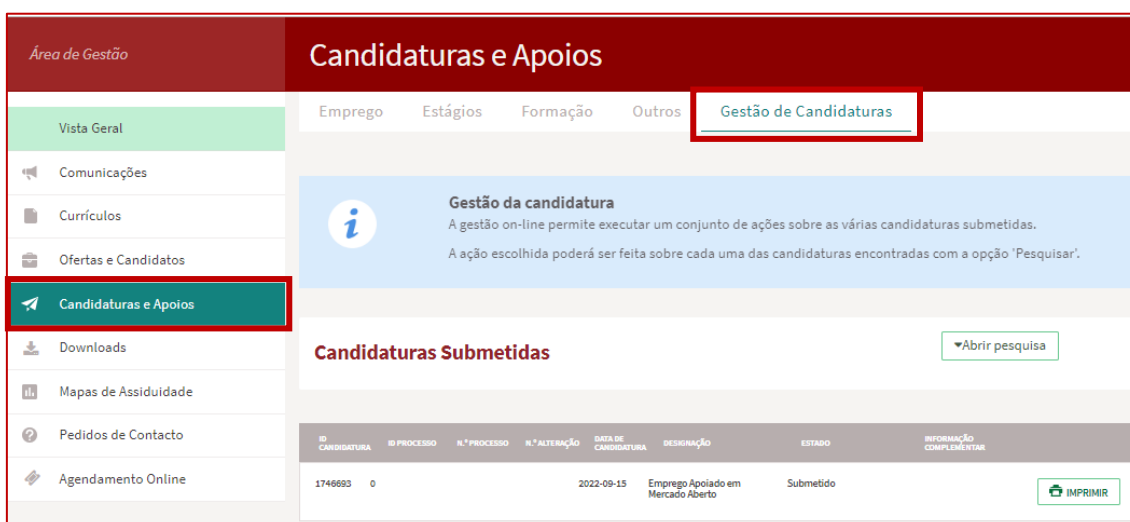 Área de Gestão
Candidaturas e Apoios
Emprego Estágios Formação Outros Gestão de Candidaturas
Vista Geral
Comunicações
Currículos
Ofertas e Candidatos
Candidaturas e Apoios
Downloads
Mapas de Assiduidade
Pedidos de Contacto
Agendamento Online
Gestão da candidatura
A gestão on-line permite executar um conjunto de ações sobre as várias candidaturas submetidas.
A ação escolhida poderá ser feita sobre cada uma das candidaturas encontradas com a opção 'Pesquisar'.
Candidaturas Submetidas
Abrir pesquisa
ID CANDIDATURA ID PROCESSO N.º PROCESSO N.º ALTERAÇÃO DATA DE CANDIDATURA DESIGNAÇÃO ESTADO INFORMAÇÃO COMPLEMENTAR
1746693 0 2022-09-15 Emprego Apoiado em Mercado Aberto Submetido IMPRIMIR